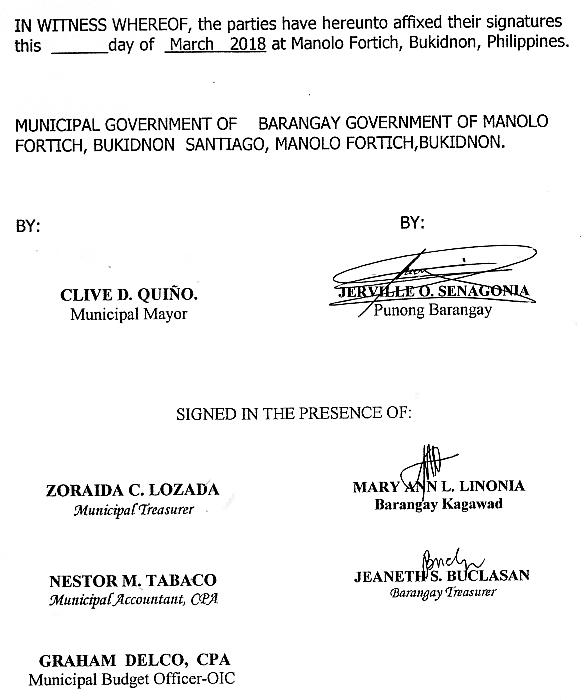 IN WITNESS WHEREOF, the parties have hereunto affixed their signatures
this ______day of March 2018 at Manolo Fortich, Bukidnon, Philippines.
MUNICIPAL GOVERNMENT OF BARANGAY GOVERNMENT OF MANOLO
FORTICH, BUKIDNON SANTIAGO, MANOLO FORTICH,BUKIDNON.
BY: BY:
CLIVE D. QUIÑO. JERVILLE O. SENAGONIA
Municipal Mayor Punong Barangay
SIGNED IN THE PRESENCE OF:
ZORAIDA C. LOZADA MARY ANN L. LINONIA
Municipal Treasurer Barangay Kagawad
NESTOR M. TABACO JEANETH S. BUCLASAN
Municipal Accountant, CPA Barangay Treasurer
GRAHAM DELCO, CPA
Municipal Budget Officer-OIC